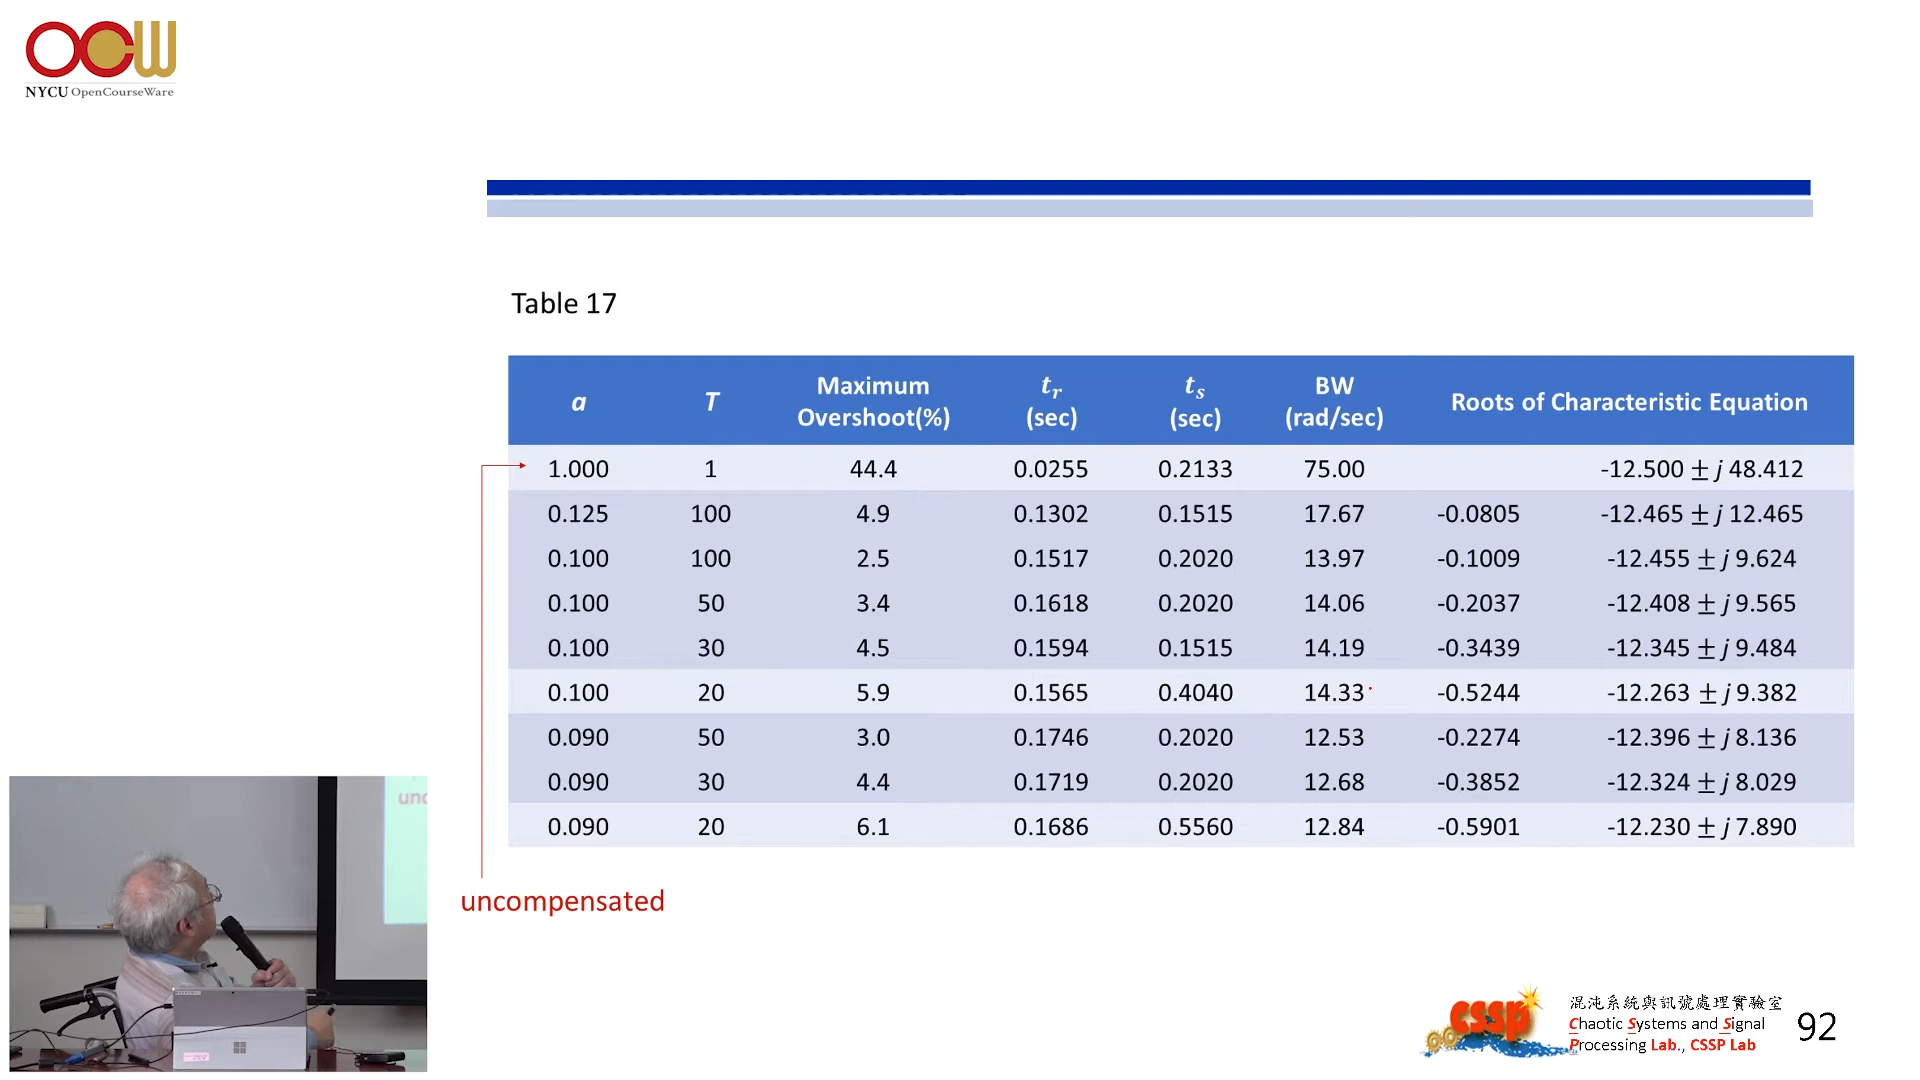 OCW
NYCU OpenCourseWare
Table 17
a T Maximum Overshoot(%) tr (sec) ts (sec) BW (rad/sec) Roots of Characteristic Equation
1.000 1 44.4 0.0255 0.2133 75.00 -12.500 ± j 48.412
0.125 100 4.9 0.1302 0.1515 17.67 -0.0805 -12.465 ± j 12.465
0.100 100 2.5 0.1517 0.2020 13.97 -0.1009 -12.455 ± j 9.624
0.100 50 3.4 0.1618 0.2020 14.06 -0.2037 -12.408 ± j 9.565
0.100 30 4.5 0.1594 0.1515 14.19 -0.3439 -12.345 ± j 9.484
0.100 20 5.9 0.1565 0.4040 14.33 -0.5244 -12.263 ± j 9.382
0.090 50 3.0 0.1746 0.2020 12.53 -0.2274 -12.396 ± j 8.136
0.090 30 4.4 0.1719 0.2020 12.68 -0.3852 -12.324 ± j 8.029
0.090 20 6.1 0.1686 0.5560 12.84 -0.5901 -12.230 ± j 7.890
uncompensated
und
cssp
混沌系統與訊號處理實驗室
Chaotic Systems and Signal
Processing Lab., CSSP Lab
92